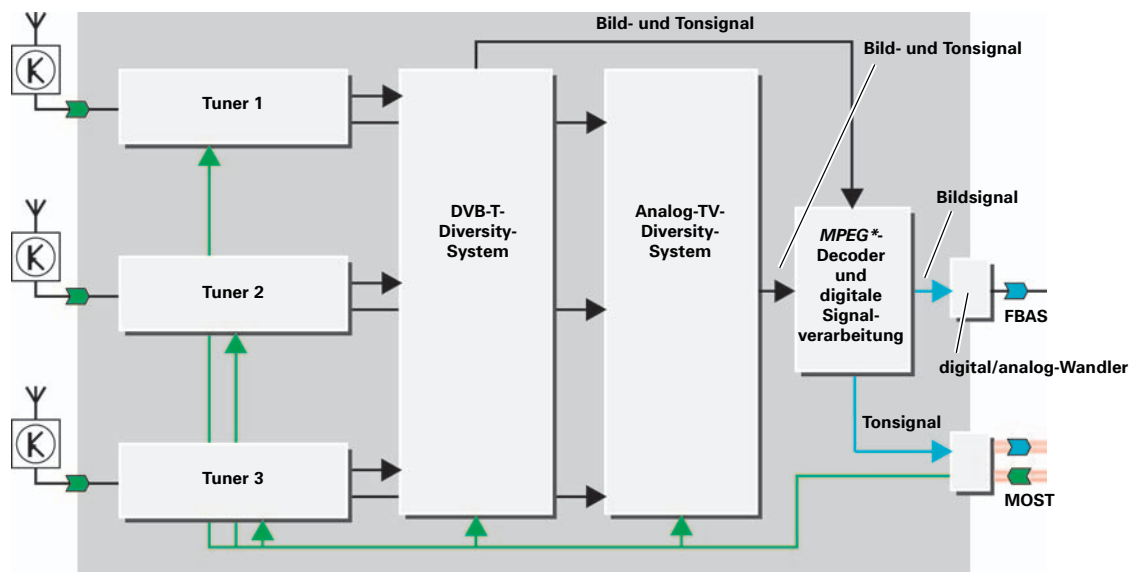 Bild- und Tonsignal
Bild- und Tonsignal
Tuner 1
DVB-T-
Diversity-
System
Analog-TV-
Diversity-
System
MPEG*-
Decoder
und
digitale
Signal-
verarbeitung
Bildsignal
Tuner 2
FBAS
digital/analog-Wandler
Tonsignal
Tuner 3
MOST